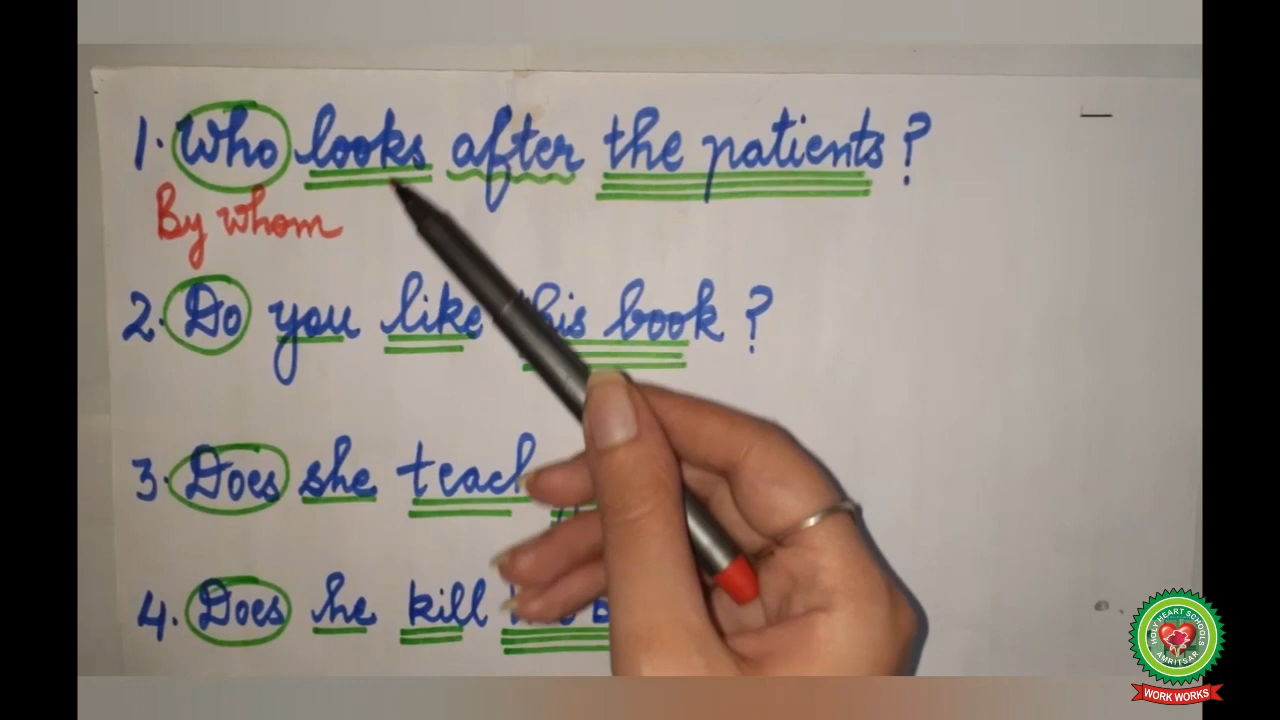 1. Who looks after the patients?
By whom
2. Do you like this book?
3. Does she teach
4. Does he kill
HOLY HEART SCHOOLS
AMRITSAR
WORK WORKS